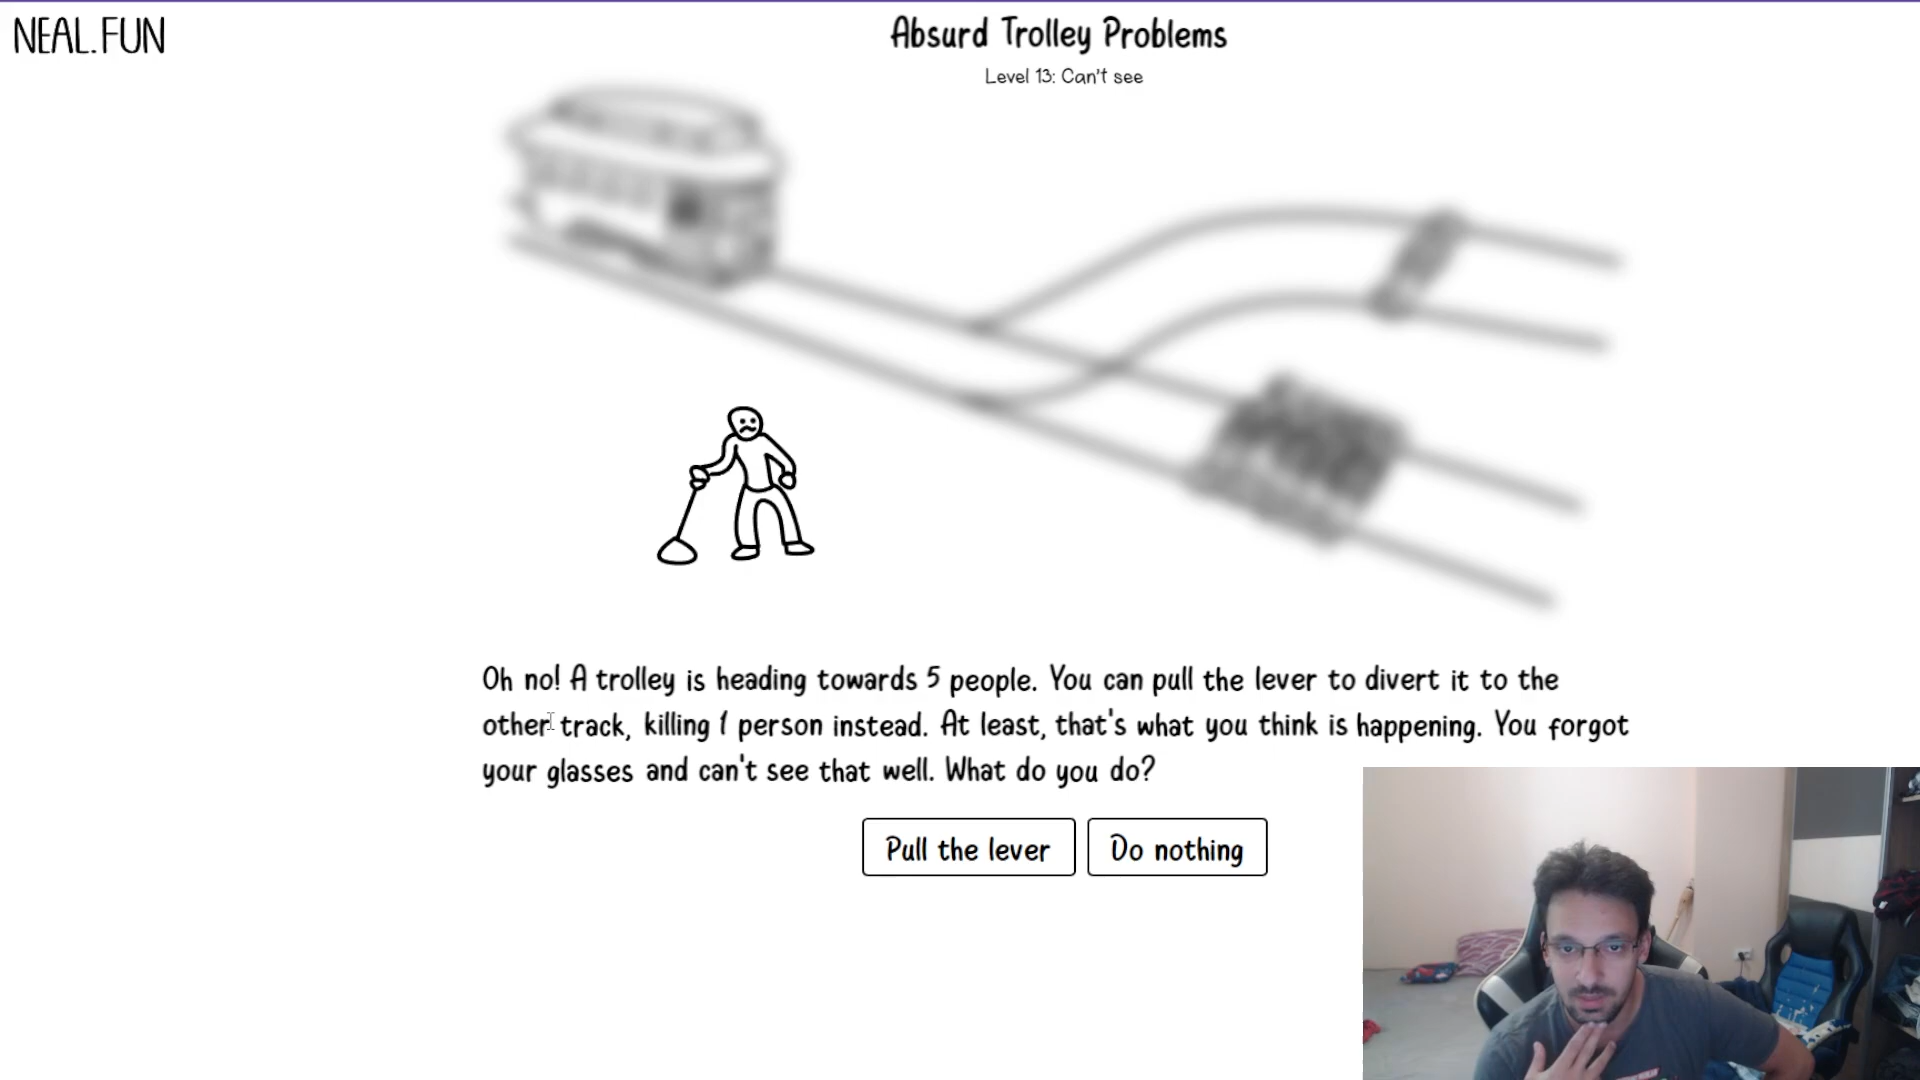 NEAL.FUN
Absurd Trolley Problems
Level 13: Can't see
Oh no! A trolley is heading towards 5 people. You can pull the lever to divert it to the
other track, killing 1 person instead. At least, that's what you think is happening. You forgot
your glasses and can't see that well. What do you do?
Pull the lever
Do nothing